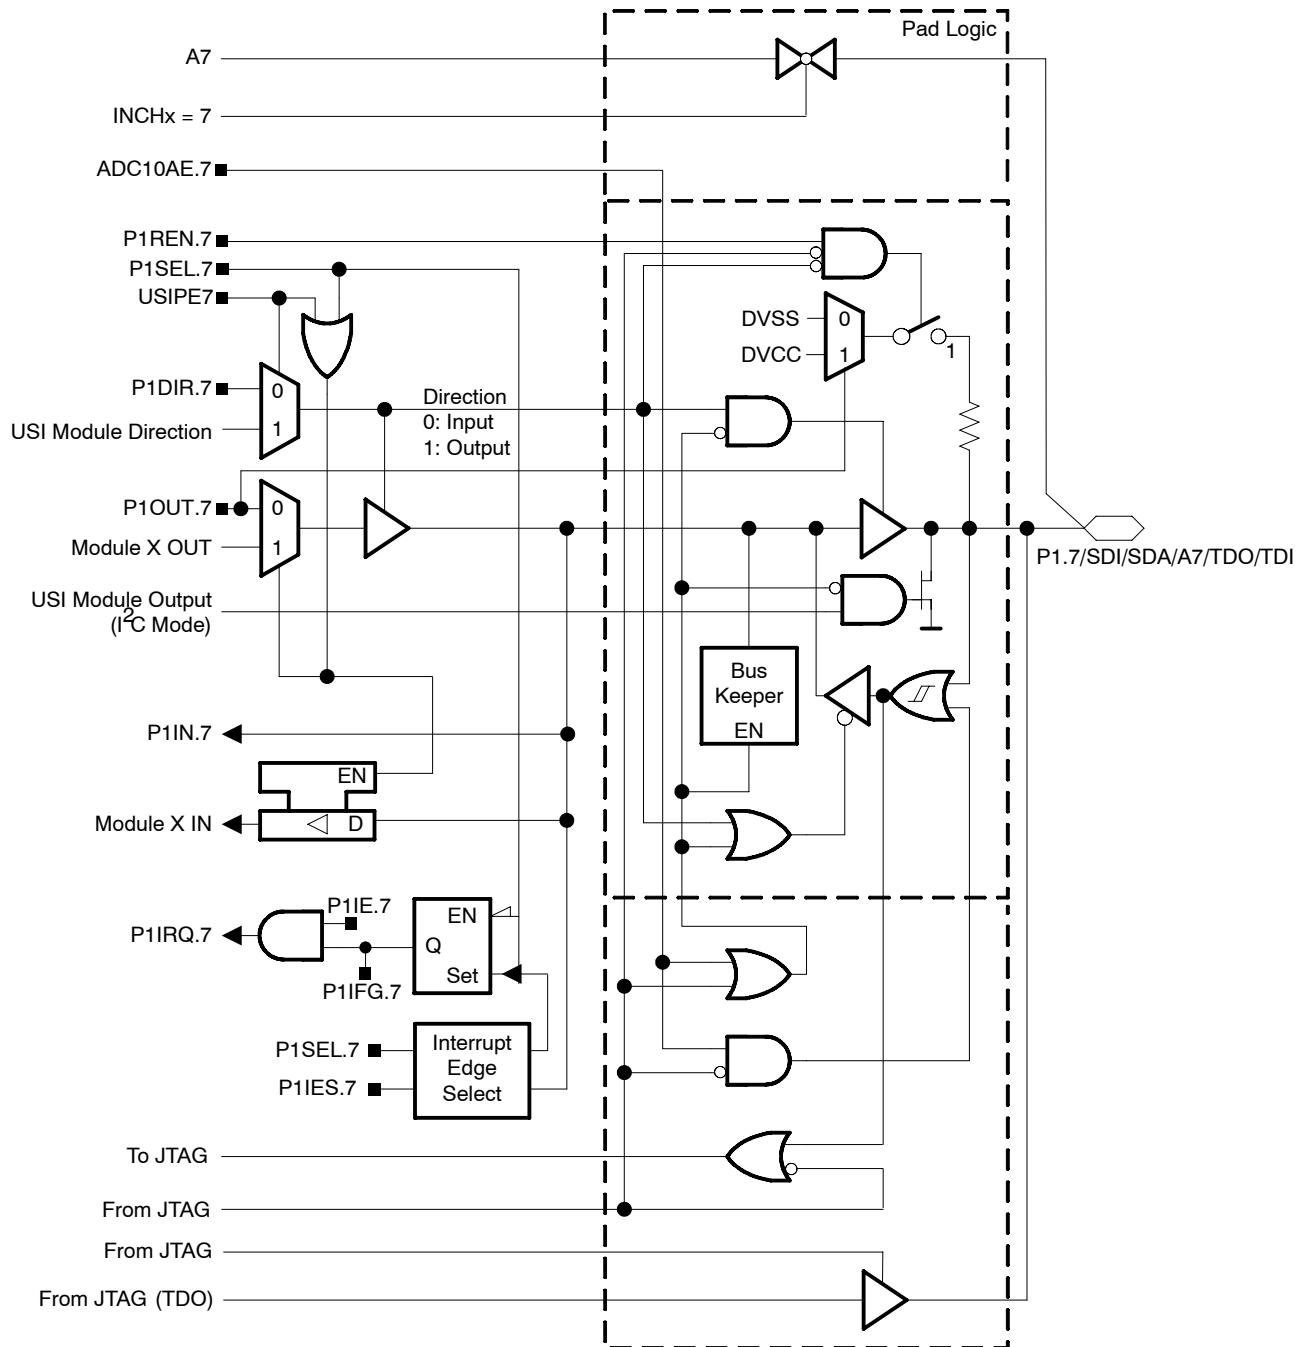 Pad Logic
A7
INCHx = 7
ADC10AE.7
P1REN.7
P1SEL.7
USIPE7
DVSS
0
DVCC
1
1
P1DIR.7
0
USI Module Direction
1
Direction
0: Input
1: Output
P1OUT.7
0
Module X OUT
1
P1.7/SDI/SDA/A7/TDO/TDI
USI Module Output
(I2C Mode)
Bus
Keeper
EN
P1IN.7
EN
Module X IN
D
P1IE.7
P1IRQ.7
EN
Q
Set
P1IFG.7
P1SEL.7
P1IES.7
Interrupt
Edge
Select
To JTAG
From JTAG
From JTAG
From JTAG (TDO)